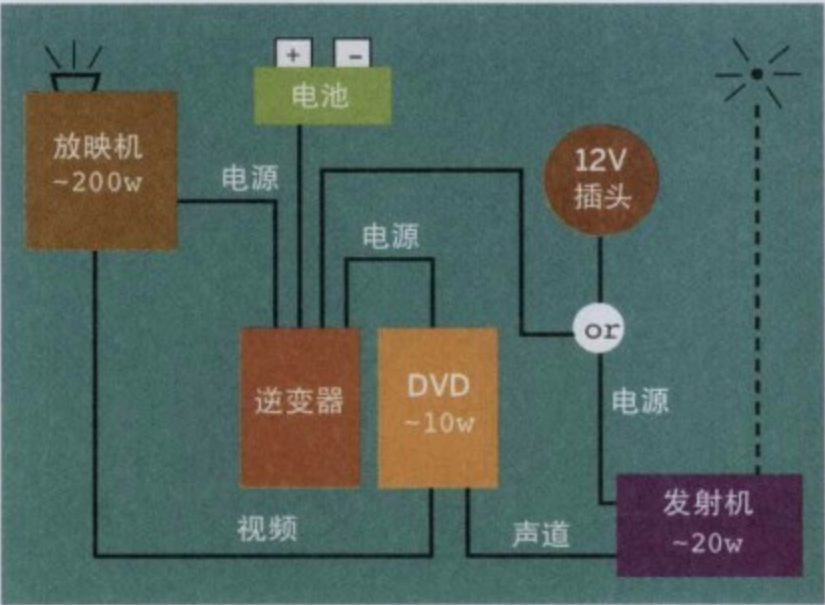 + −
电池
放映机
~200w
电源
12V
插头
电源
or
逆变器
DVD
~10w
电源
发射机
~20w
视频
声道